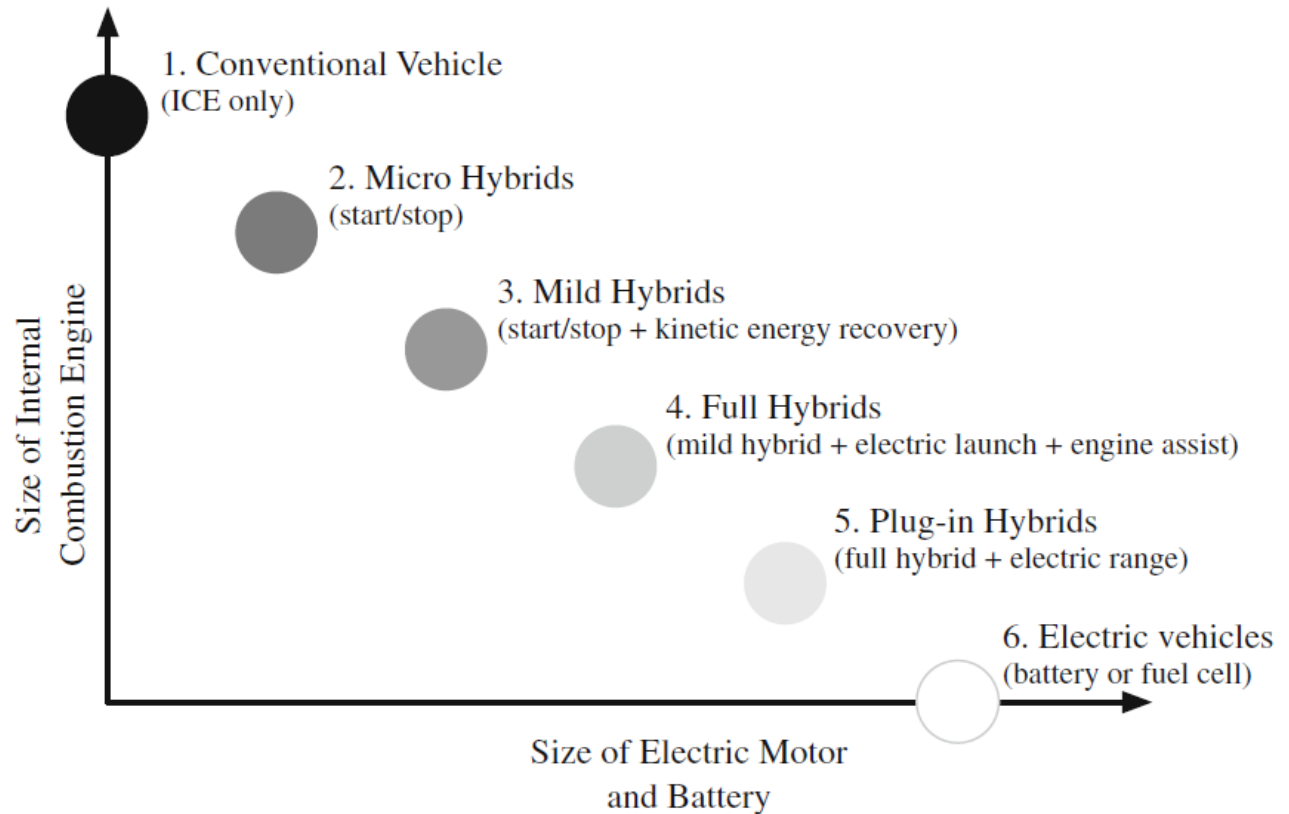 1. Conventional Vehicle
(ICE only)
2. Micro Hybrids
(start/stop)
3. Mild Hybrids
(start/stop + kinetic energy recovery)
4. Full Hybrids
(mild hybrid + electric launch + engine assist)
5. Plug-in Hybrids
(full hybrid + electric range)
6. Electric vehicles
(battery or fuel cell)
Size of Internal
Combustion Engine
Size of Electric Motor
and Battery